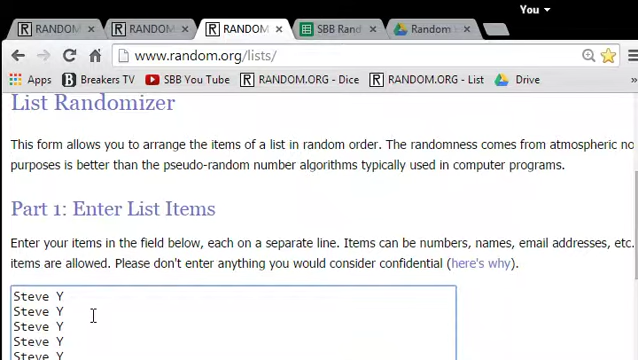 You
RANDOM RANDOM RANDOM SBB Rand Random
www.random.org/lists/
Apps Breakers TV SBB You Tube RANDOM.ORG - Dice RANDOM.ORG - List Drive
List Randomizer
This form allows you to arrange the items of a list in random order. The randomness comes from atmospheric no
purposes is better than the pseudo-random number algorithms typically used in computer programs.
Part 1: Enter List Items
Enter your items in the field below, each on a separate line. Items can be numbers, names, email addresses, etc.
items are allowed. Please don't enter anything you would consider confidential (here's why).
Steve Y
Steve Y
Steve Y
Steve Y
Steve Y